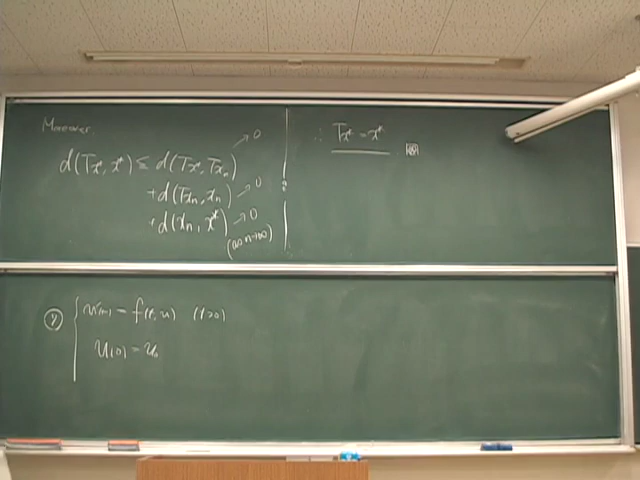 Moreover
d(Tx*, x*) ≤ d(Tx*, Txₙ) → 0
+ d(Txₙ, xₙ) → 0
+ d(xₙ, x*) → 0
(as n→∞)
∴ Tx* = x*
u'(t) = f(t, u) (t>0)
u(0) = u₀